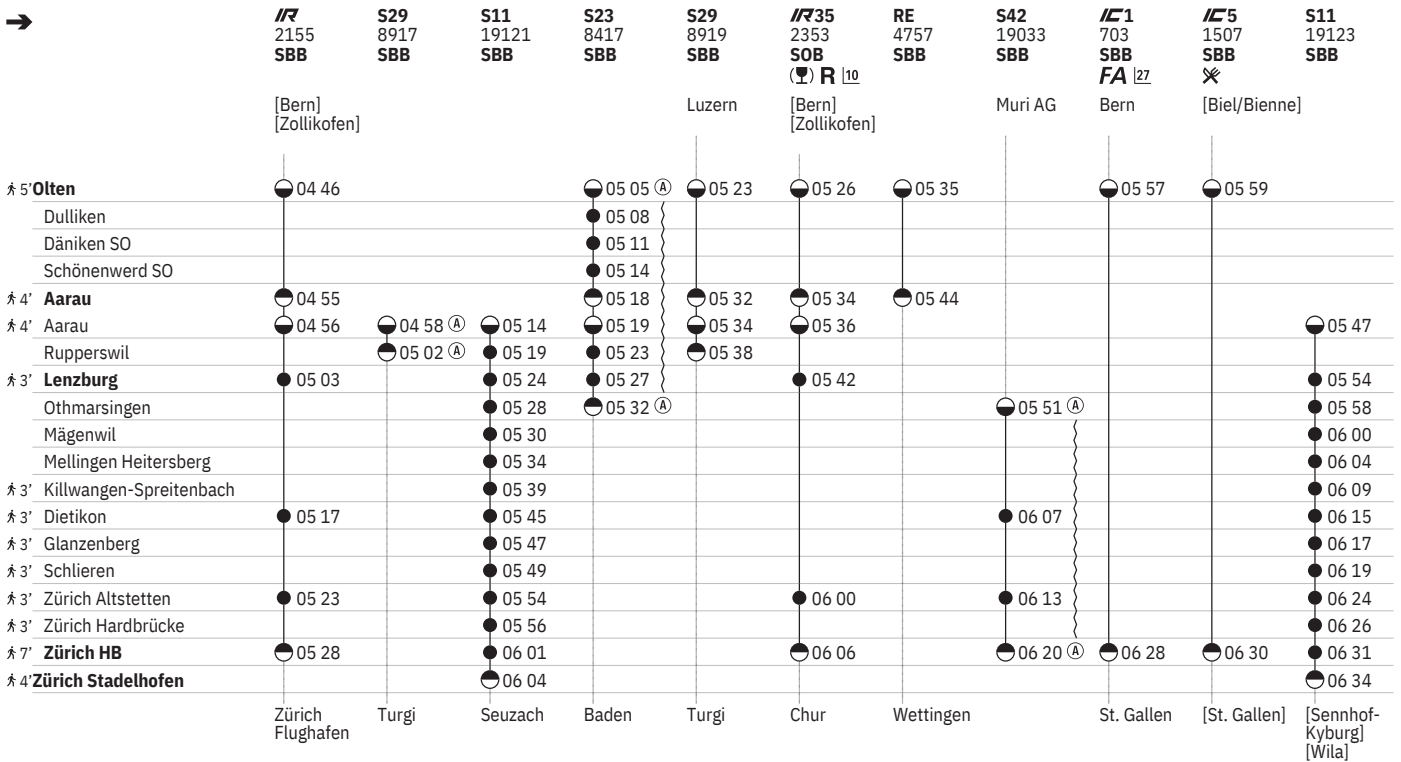 IR S29 S11 S23 S29 IR35 RE S42 IC1 IC5 S11
2155 8917 19121 8417 8919 2353 4757 19033 703 1507 19123
SBB SBB SBB SBB SBB SOB SBB SBB SBB SBB SBB
R 10 FA 27
[Bern] Luzern [Bern] Muri AG Bern [Biel/Bienne]
[Zollikofen] [Zollikofen]
5’ Olten 04 46 05 05 A 05 23 05 26 05 35 05 57 05 59
Dulliken 05 08
Däniken SO 05 11
Schönenwerd SO 05 14
4’ Aarau 04 55 05 18 05 32 05 34 05 44
4’ Aarau 04 56 04 58 A 05 14 05 19 05 34 05 36 05 47
Rupperswil 05 02 A 05 19 05 23 05 38
3’ Lenzburg 05 03 05 24 05 27 05 42 05 54
Othmarsingen 05 28 05 32 A 05 51 A 05 58
Mägenwil 05 30 06 00
Mellingen Heitersberg 05 34 06 04
3’ Killwangen-Spreitenbach 05 39 06 09
3’ Dietikon 05 17 05 45 06 07 06 15
3’ Glanzenberg 05 47 06 17
3’ Schlieren 05 49 06 19
3’ Zürich Altstetten 05 23 05 54 06 00 06 13 06 24
3’ Zürich Hardbrücke 05 56 06 26
7’ Zürich HB 05 28 06 01 06 06 06 20 A 06 28 06 30 06 31
4’ Zürich Stadelhofen 06 04 06 34
Zürich Turgi Seuzach Baden Turgi Chur Wettingen St. Gallen [St. Gallen] [Sennhof-
Flughafen Kyburg]
[Wila]